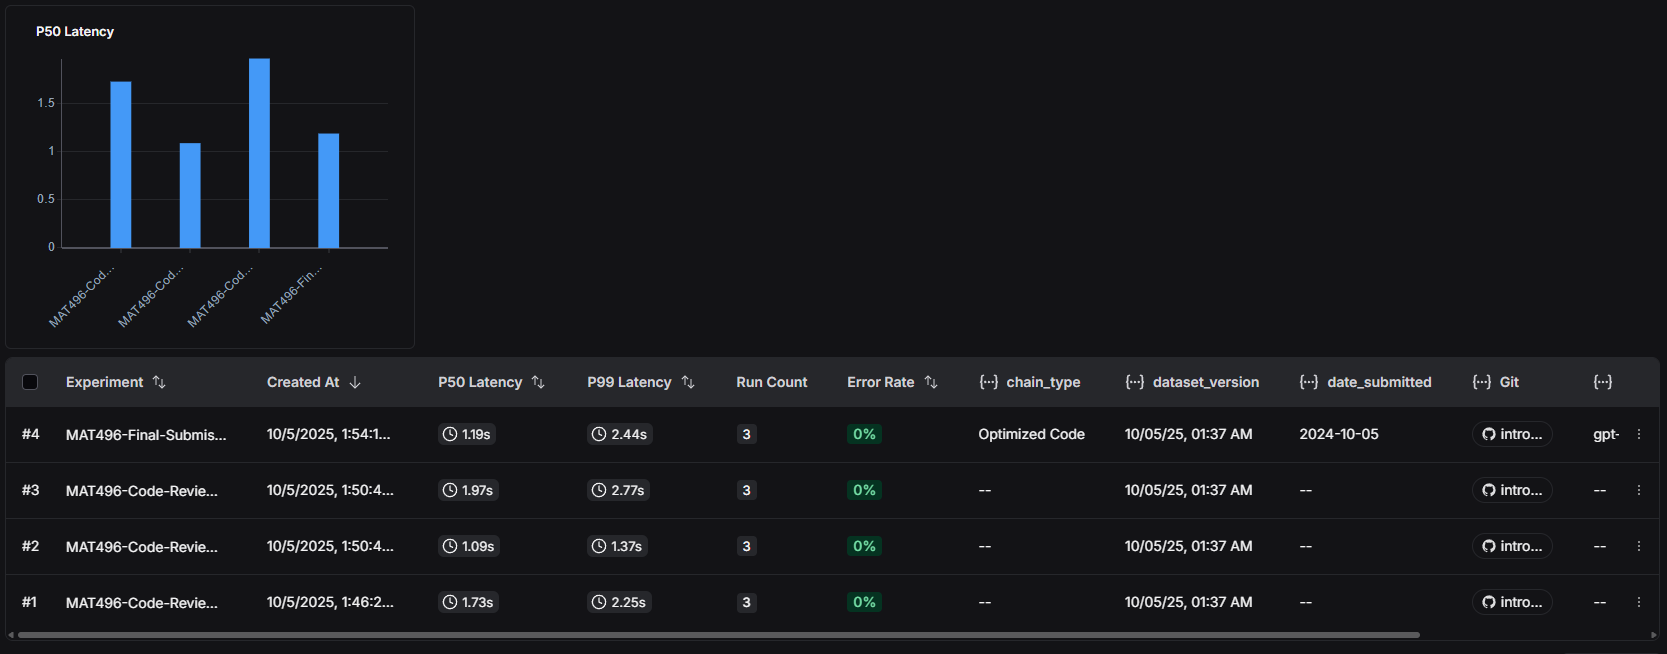 P50 Latency
1.5
1
0.5
0
MAT496-Cod...
MAT496-Cod...
MAT496-Cod...
MAT496-Fin...
Experiment Created At P50 Latency P99 Latency Run Count Error Rate {···} chain_type {···} dataset_version {···} date_submitted {···} Git {···}
#4 MAT496-Final-Submis... 10/5/2025, 1:54:1... 1.19s 2.44s 3 0% Optimized Code 10/05/25, 01:37 AM 2024-10-05 intro... gpt-
#3 MAT496-Code-Revie... 10/5/2025, 1:50:4... 1.97s 2.77s 3 0% -- 10/05/25, 01:37 AM -- intro... --
#2 MAT496-Code-Revie... 10/5/2025, 1:50:4... 1.09s 1.37s 3 0% -- 10/05/25, 01:37 AM -- intro... --
#1 MAT496-Code-Revie... 10/5/2025, 1:46:2... 1.73s 2.25s 3 0% -- 10/05/25, 01:37 AM -- intro... --